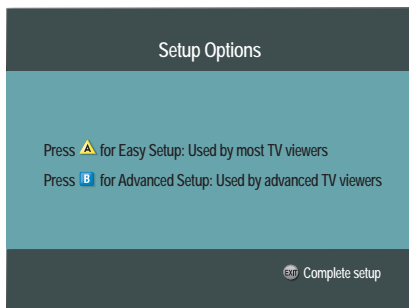 Setup Options
Press A for Easy Setup: Used by most TV viewers
Press B for Advanced Setup: Used by advanced TV viewers
EXIT Complete setup